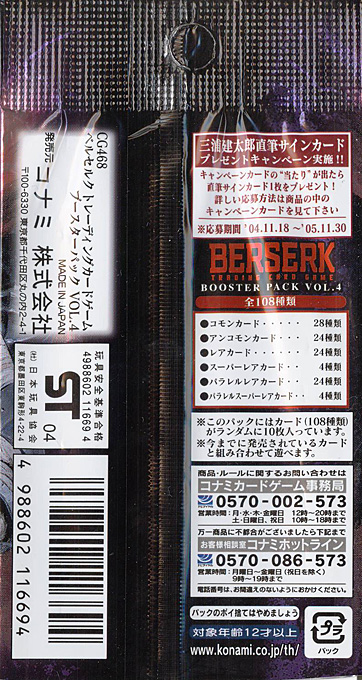 三浦建太郎直筆サインカード
プレゼントキャンペーン実施!!
キャンペーンカードの"当たり"が出たら
直筆サインカード1枚をプレゼント!
詳しい応募方法は商品の中の
キャンペーンカードを見て下さい
※応募期間 '04.11.18 ～ '05.11.30
BERSERK
TRADING CARD GAME
BOOSTER PACK VOL.4
全108種類
●コモンカード・・・・・ 28種類
●アンコモンカード・・・ 24種類
●レアカード・・・・・・ 24種類
●スーパーレアカード・・ 4種類
●パラレルレアカード・・ 24種類
●パラレルスーパーレアカード・ 4種類
※このパックにはカード(108種類)
がランダムに10枚入っています。
※今までに発売されているカード
と組み合わせて遊べます。
商品・ルールに関するお問い合わせは
コナミカードゲーム事務局
0570-002-573
営業時間:月・水・木・金曜日 12時～20時まで
土・日曜日、祝日 10時～18時まで
万一商品に不都合がございましたら下記まで
お客様相談室 コナミホットライン
0570-086-573
営業時間:月曜日～金曜日(祝日を除く)
9時～19時まで
電話番号は、お間違えのないようにおかけください。
パックのポイ捨てはやめましょう
対象年齢12才以上
www.konami.co.jp/th/
プラ
パック
CG468
ベルセルク トレーディングカードゲーム
ブースターパック VOL.4
MADE IN JAPAN
発売元 コナミ株式会社
〒100-6330 東京都千代田区丸の内2-4-1
玩具安全基準合格
4988602 11669 4
ST 04
(社)日本玩具協会
東京都墨田区東駒形4-22-4
4 988602 116694